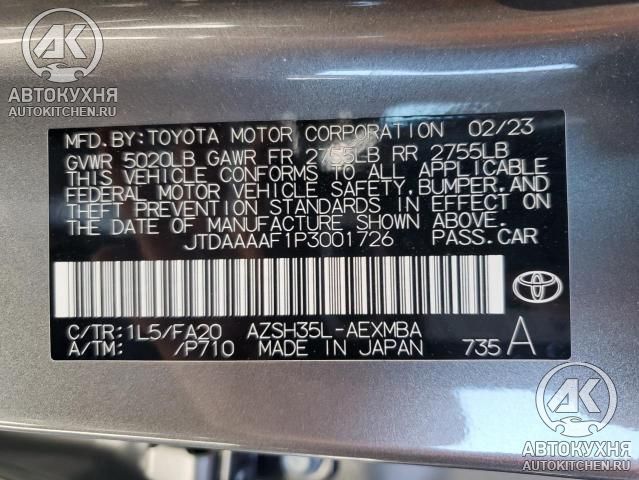 АК
АВТОКУХНЯ
AUTOKITCHEN.RU
MFD.BY:TOYOTA MOTOR CORPORATION 02/23
GVWR 5020LB GAWR FR 2755LB RR 2755LB
THIS VEHICLE CONFORMS TO ALL APPLICABLE
FEDERAL MOTOR VEHICLE SAFETY,BUMPER,AND
THEFT PREVENTION STANDARDS IN EFFECT ON
THE DATE OF MANUFACTURE SHOWN ABOVE.
JTDAAAAF1P3001726 PASS.CAR
C/TR:1L5/FA20 AZSH35L-AEXMBA
A/TM: /P710 MADE IN JAPAN 735 A
АК
АВТОКУХНЯ
AUTOKITCHEN.RU